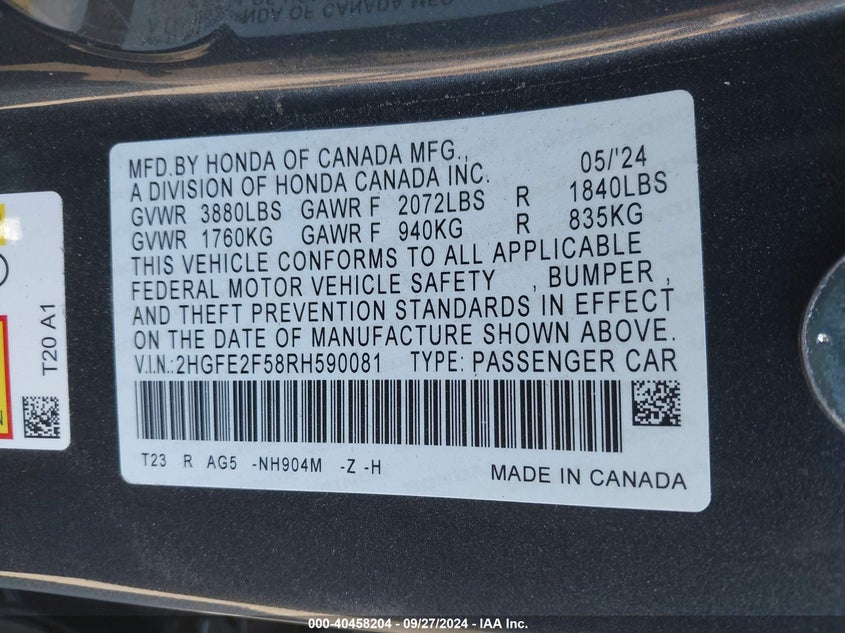 MFD.BY HONDA OF CANADA MFG., 05/'24
A DIVISION OF HONDA CANADA INC.
GVWR 3880LBS GAWR F 2072LBS R 1840LBS
GVWR 1760KG GAWR F 940KG R 835KG
THIS VEHICLE CONFORMS TO ALL APPLICABLE
FEDERAL MOTOR VEHICLE SAFETY , BUMPER ,
AND THEFT PREVENTION STANDARDS IN EFFECT
ON THE DATE OF MANUFACTURE SHOWN ABOVE.
V.I.N.:2HGFE2F58RH590081 TYPE: PASSENGER CAR
T23 R AG5 -NH904M -Z -H
MADE IN CANADA
T20 A1
000-40458204 - 09/27/2024 - IAA Inc.